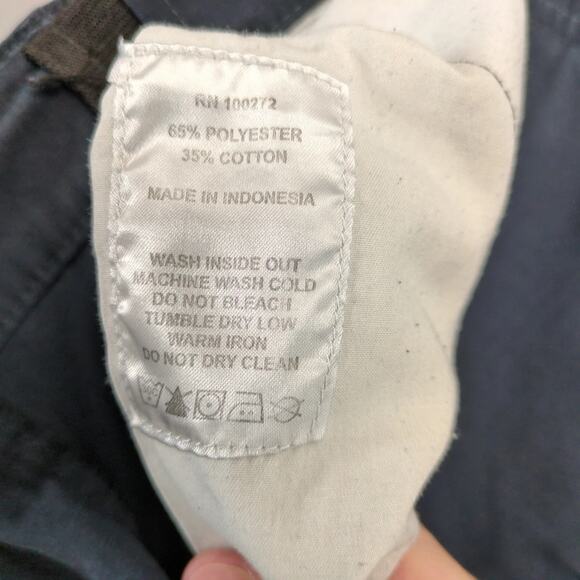 RN 100272
65% POLYESTER
35% COTTON
MADE IN INDONESIA
WASH INSIDE OUT
MACHINE WASH COLD
DO NOT BLEACH
TUMBLE DRY LOW
WARM IRON
DO NOT DRY CLEAN